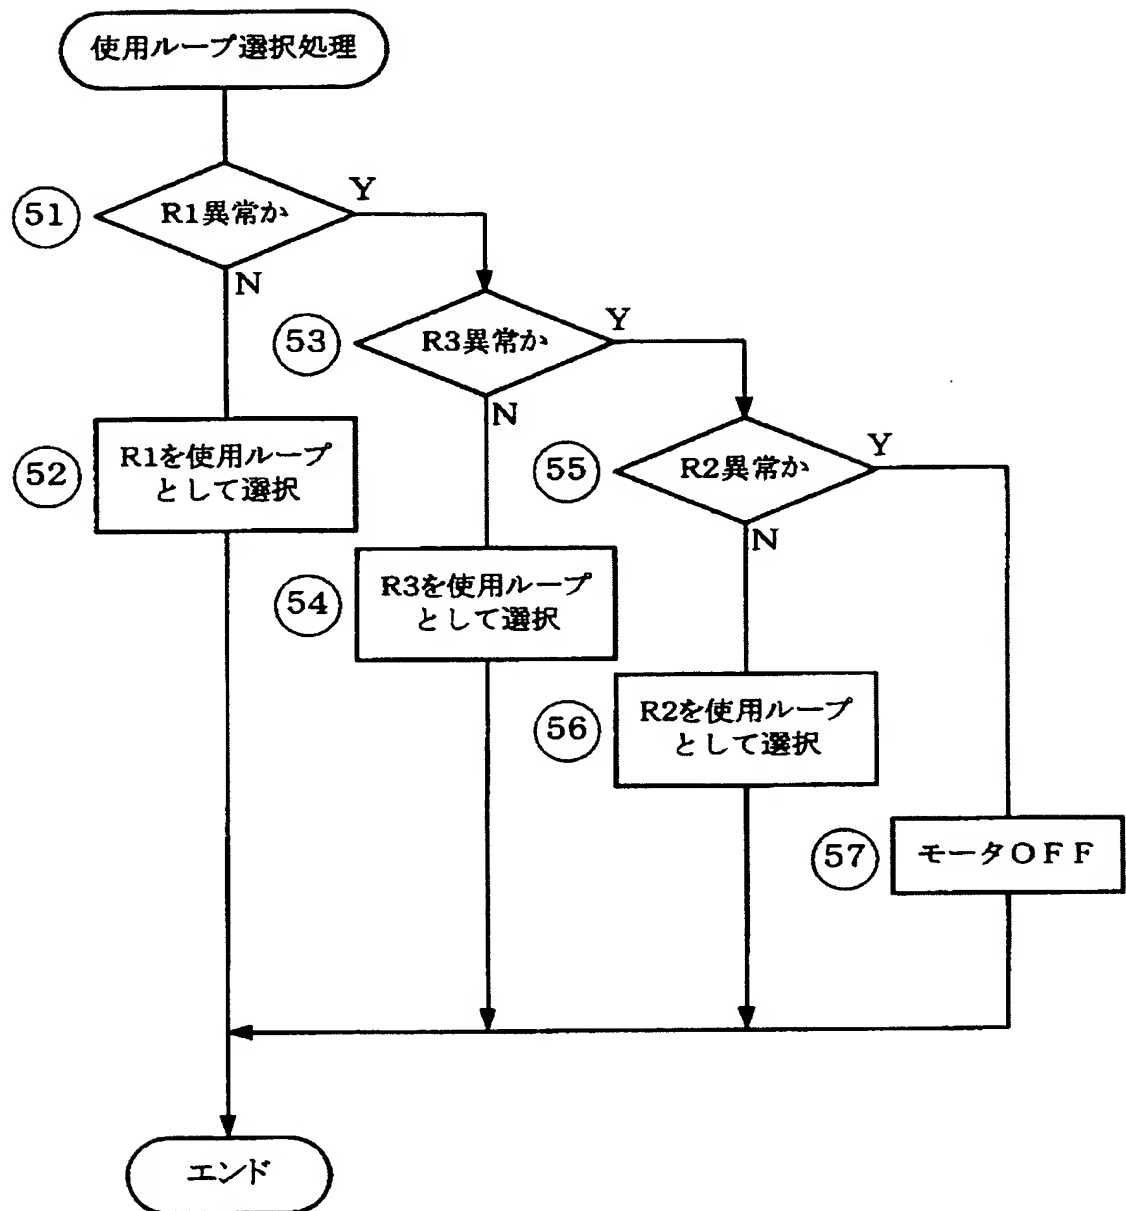 使用ループ選択処理
51
R1異常か
Y
N
53
R3異常か
Y
N
52
R1を使用ループ
として選択
55
R2異常か
Y
N
54
R3を使用ループ
として選択
56
R2を使用ループ
として選択
57
モータOFF
エンド